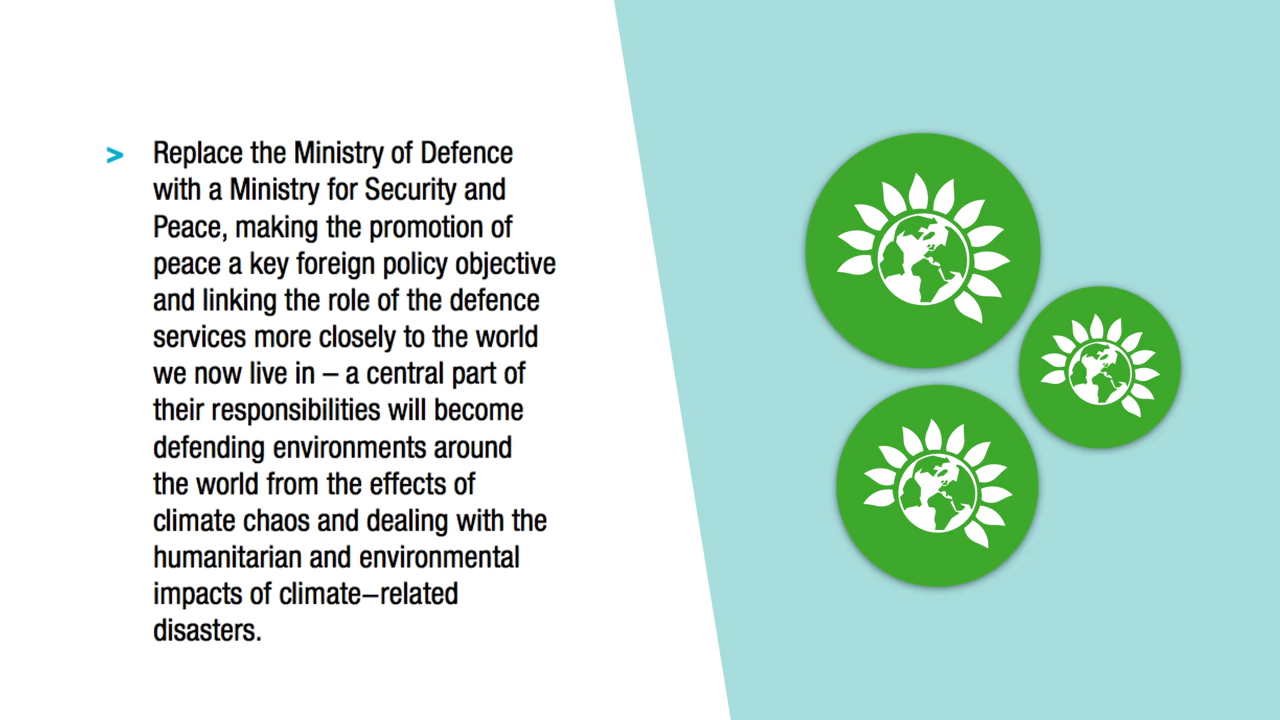 > Replace the Ministry of Defence
with a Ministry for Security and
Peace, making the promotion of
peace a key foreign policy objective
and linking the role of the defence
services more closely to the world
we now live in – a central part of
their responsibilities will become
defending environments around
the world from the effects of
climate chaos and dealing with the
humanitarian and environmental
impacts of climate–related
disasters.